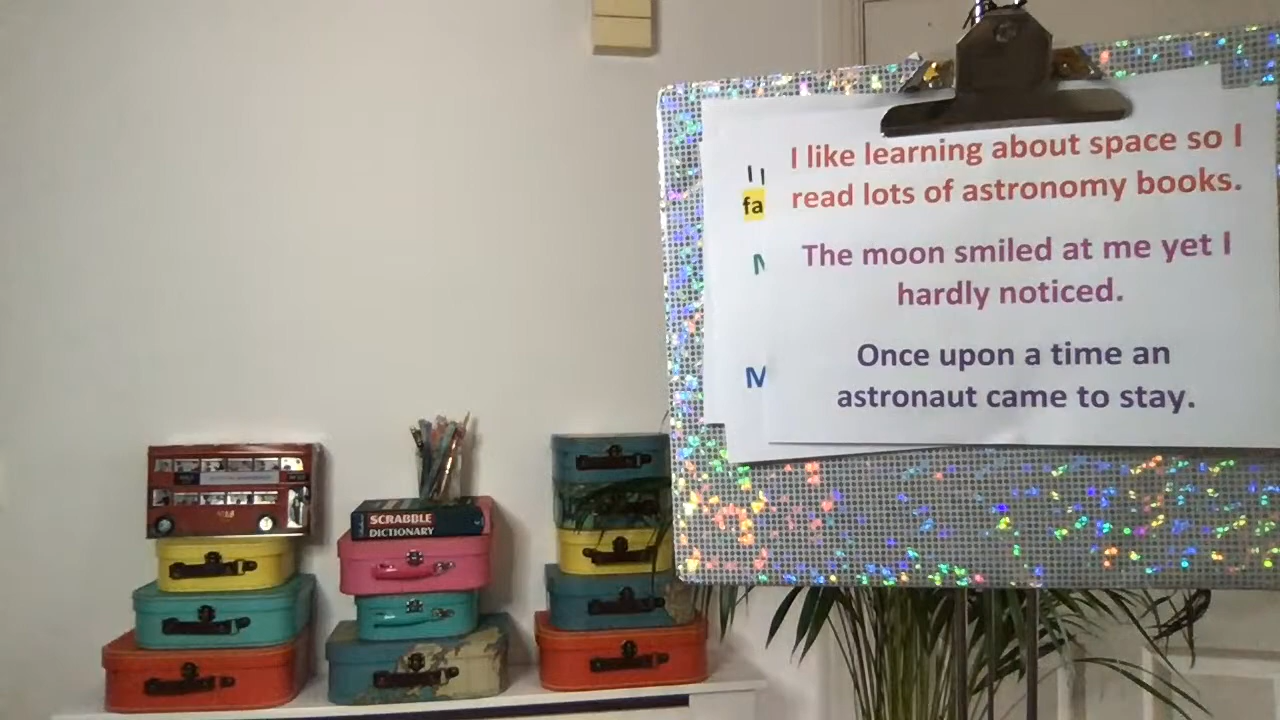 I like learning about space so I
read lots of astronomy books.
The moon smiled at me yet I
hardly noticed.
Once upon a time an
astronaut came to stay.
fa
M
SCRABBLE
DICTIONARY